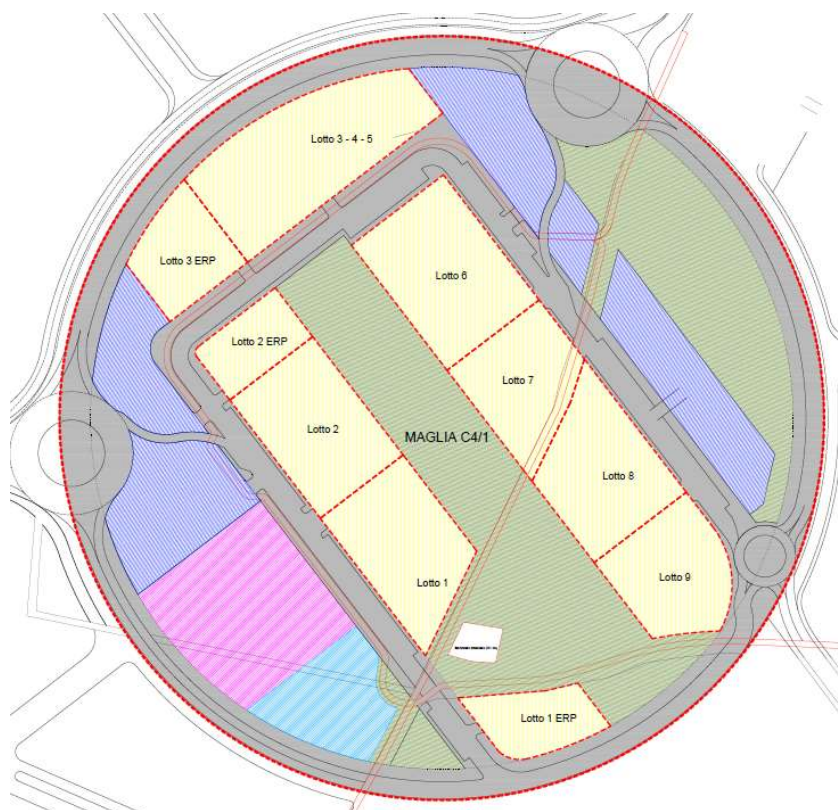 Lotto 3 - 4 - 5
Lotto 3 ERP
Lotto 6
Lotto 2 ERP
Lotto 7
Lotto 2
MAGLIA C4/1
Lotto 8
Lotto 1
Lotto 9
Lotto 1 ERP